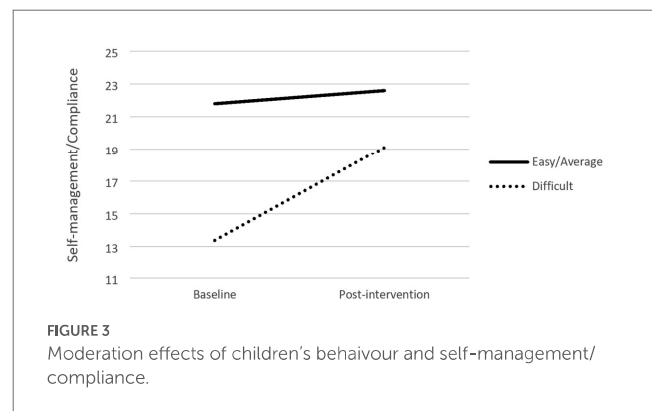 25
23
21
19
17
15
13
11
Self-management/Compliance
Easy/Average
Difficult
Baseline Post-intervention
FIGURE 3
Moderation effects of children's behaivour and self-management/
compliance.